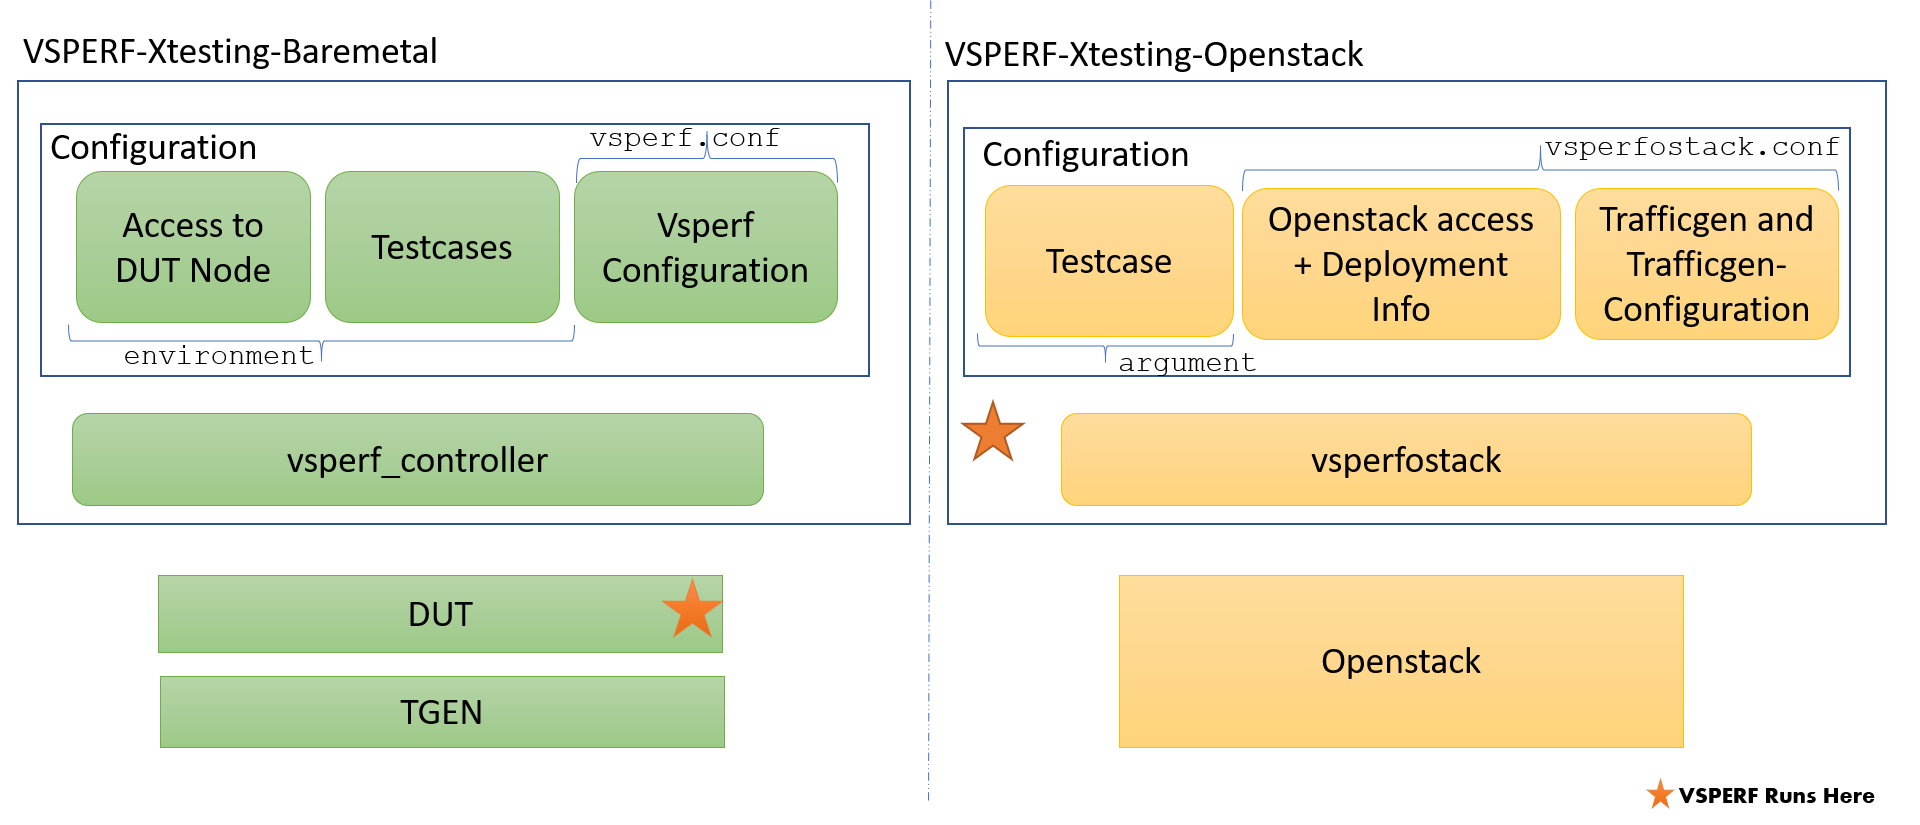 VSPERF-Xtesting-Baremetal
Configuration
vsperf.conf
Access to
DUT Node
Testcases
Vsperf
Configuration
environment
vsperf_controller
DUT
TGEN
VSPERF-Xtesting-Openstack
Configuration
vsperfostack.conf
Testcase
Openstack access
+ Deployment
Info
Trafficgen and
Trafficgen-
Configuration
argument
vsperfostack
Openstack
VSPERF Runs Here